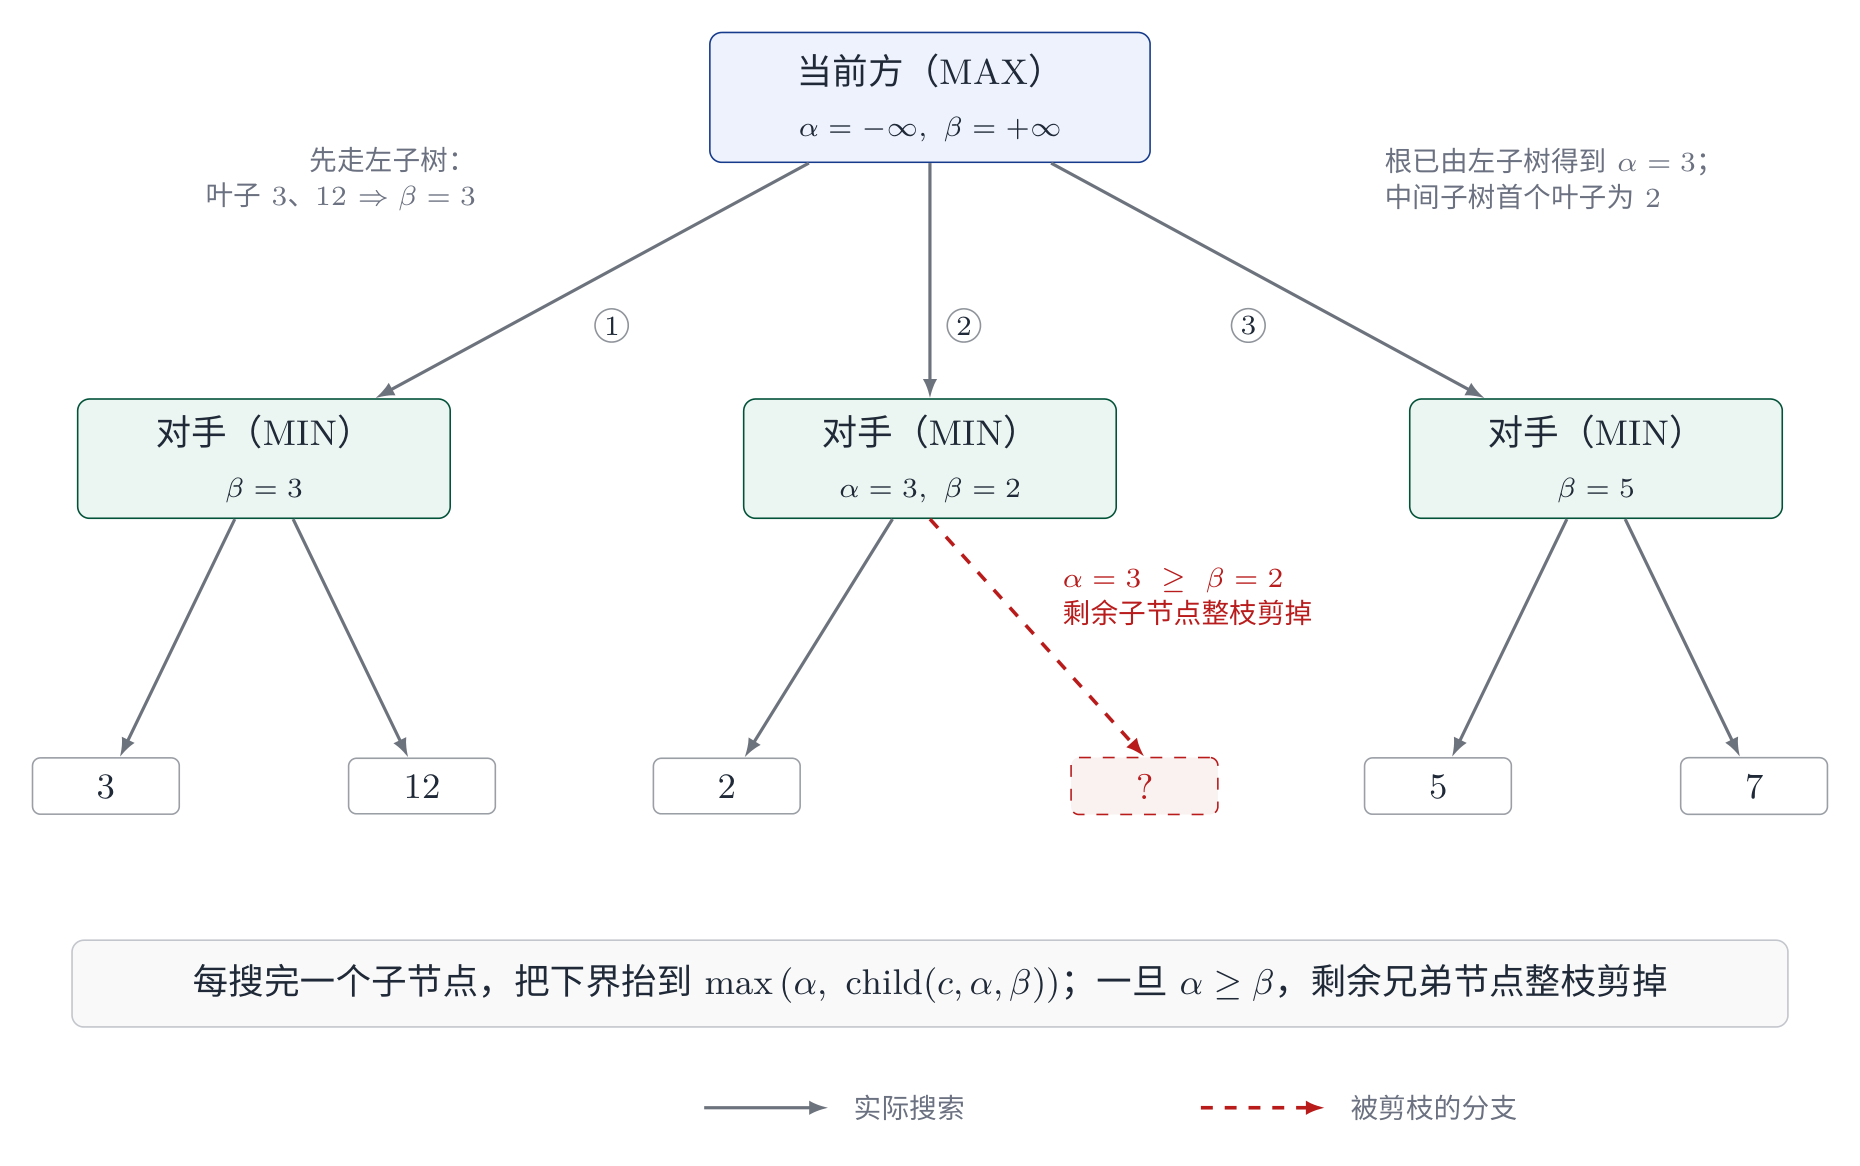 当前方（MAX）
α = −∞, β = +∞
先走左子树：
叶子 3、12 ⇒ β = 3
根已由左子树得到 α = 3；
中间子树首个叶子为 2
1
2
3
对手（MIN）
β = 3
对手（MIN）
α = 3, β = 2
对手（MIN）
β = 5
α = 3 ≥ β = 2
剩余子节点整枝剪掉
3
12
2
?
5
7
每搜完一个子节点，把下界抬到 max (α, child(c, α, β))；一旦 α ≥ β，剩余兄弟节点整枝剪掉
实际搜索
被剪枝的分支